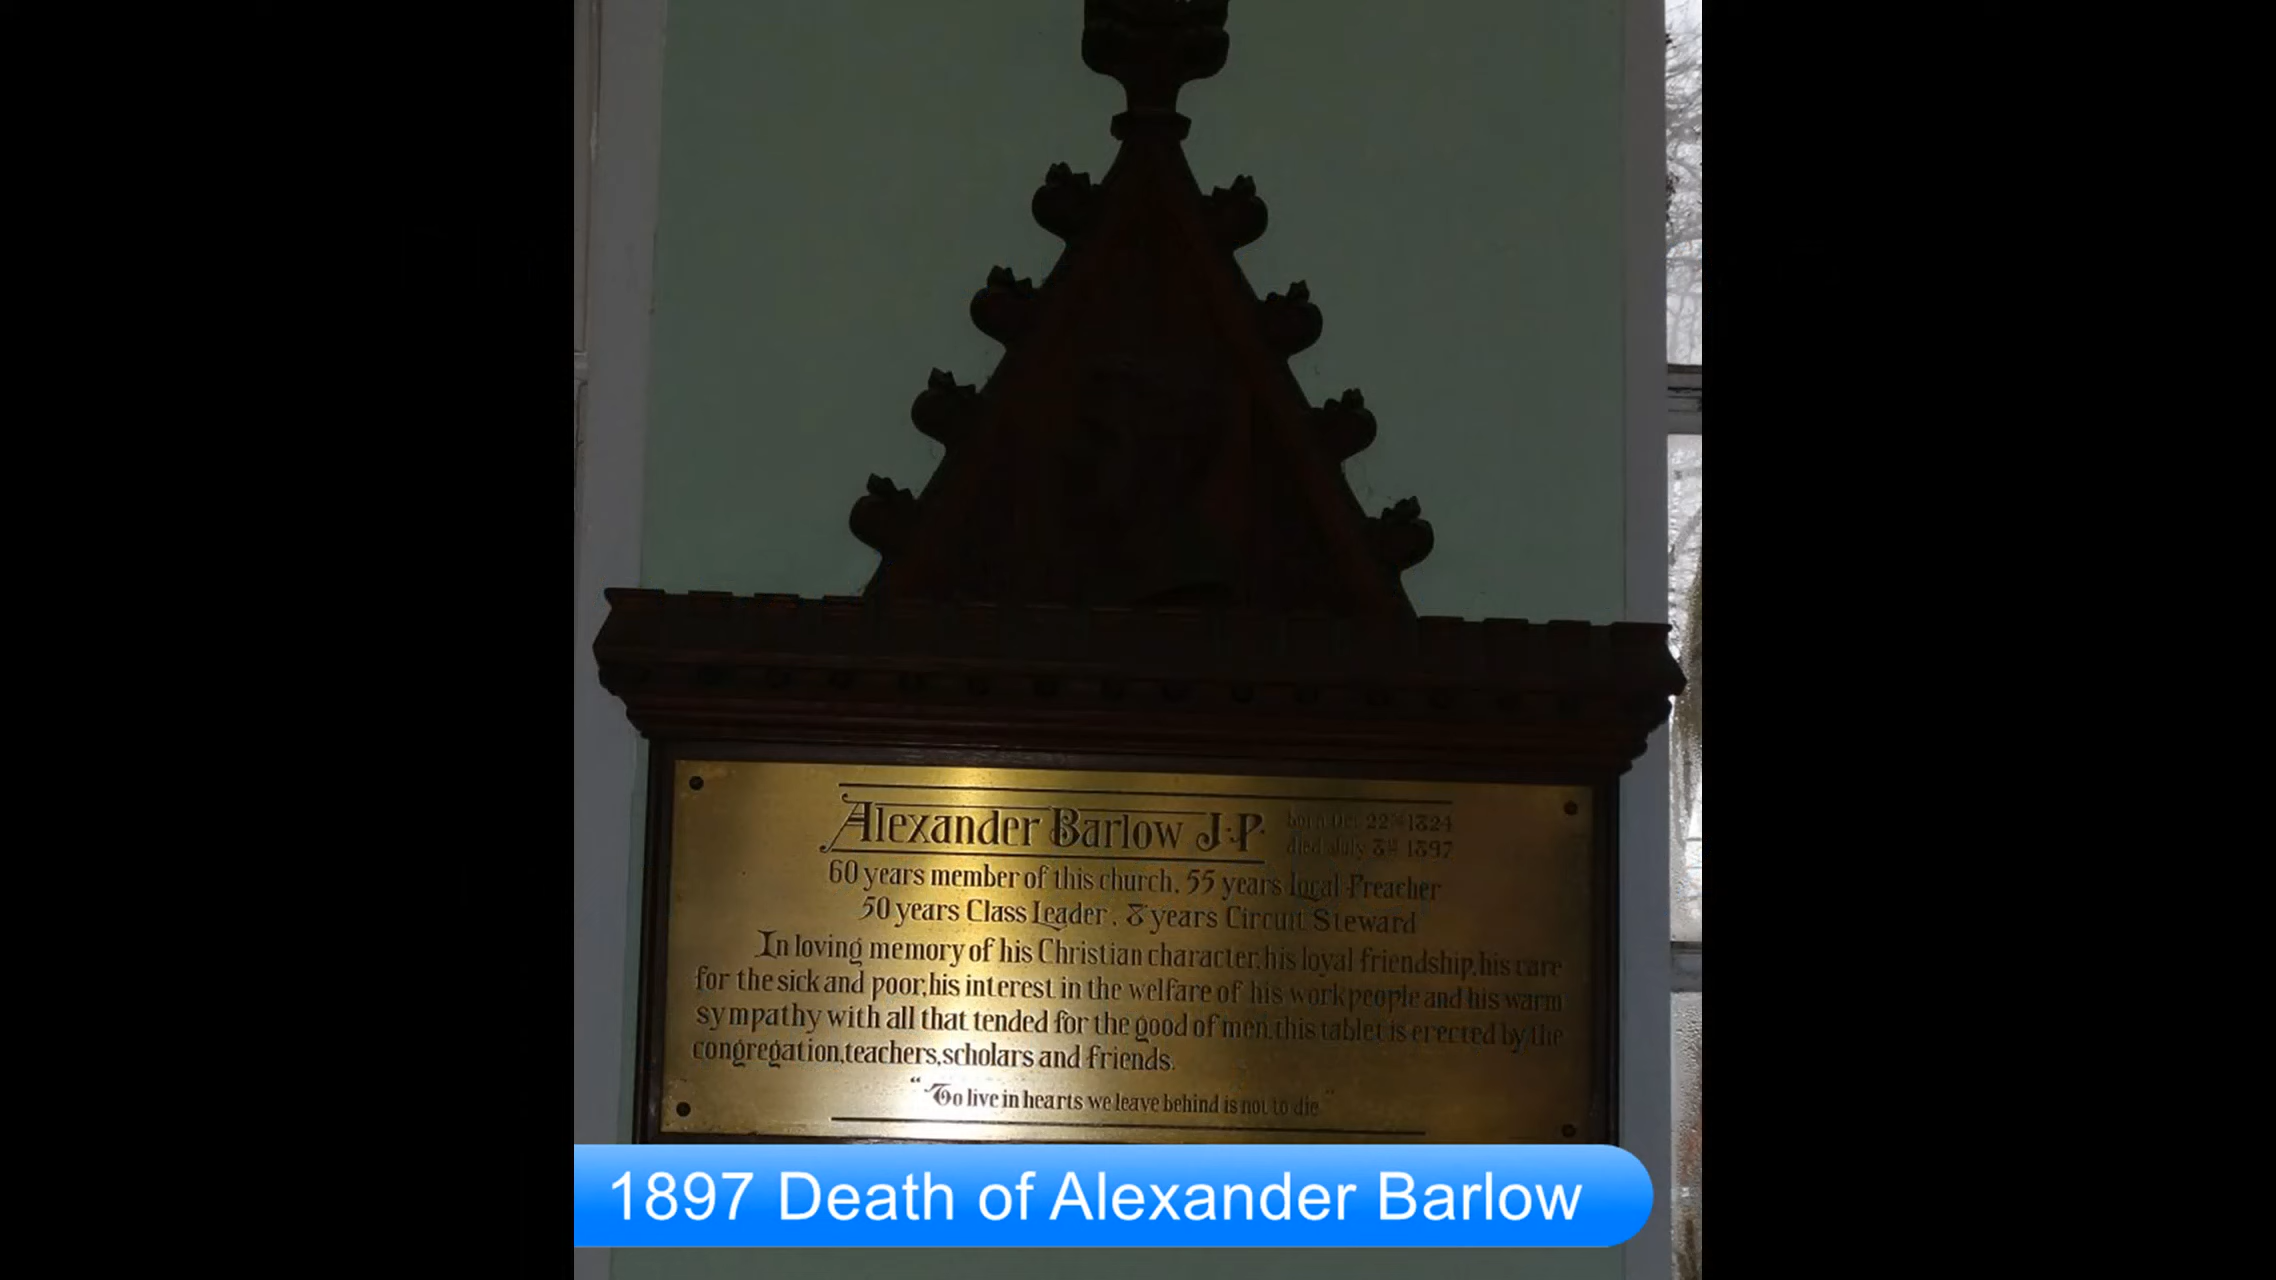 Alexander Barlow J.P. born Oct 22nd 1824
died July 8th 1897
60 years member of this church. 55 years Local Preacher
50 years Class Leader. 8 years Circuit Steward
In loving memory of his Christian character, his loyal friendship, his care
for the sick and poor, his interest in the welfare of his workpeople and his warm
sympathy with all that tended for the good of men, this tablet is erected by the
congregation, teachers, scholars and friends.
"To live in hearts we leave behind is not to die"
1897 Death of Alexander Barlow